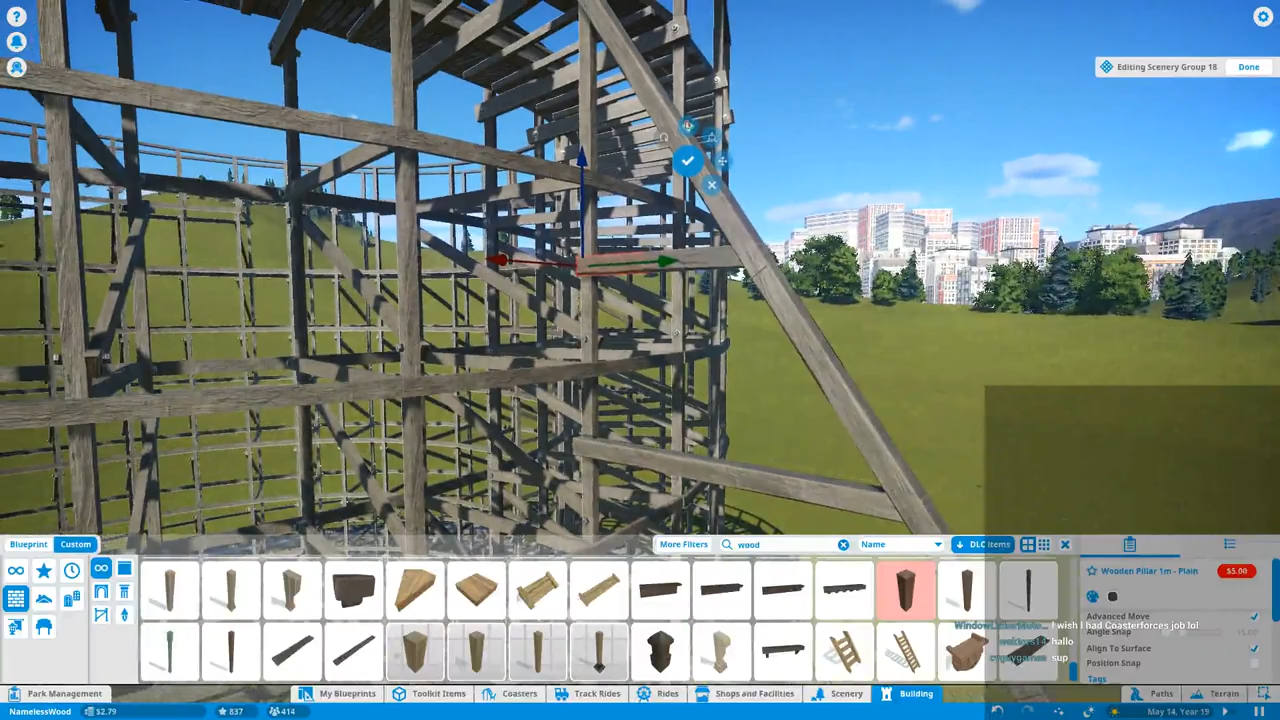 Editing Scenery Group 18 Done
Blueprint Custom More Filters wood Name DLC Items
Wooden Pillar 1m - Plain $5.00
Advanced Move
Angle Snap 15.00
Align To Surface
Position Snap
Tags
I wish I had Coasterforces job lol
hallo
sup
Park Management My Blueprints Toolkit Items Coasters Track Rides Rides Shops and Facilities Scenery Building Paths Terrain
NamelessWood $2.79 837 414 May 14, Year 19